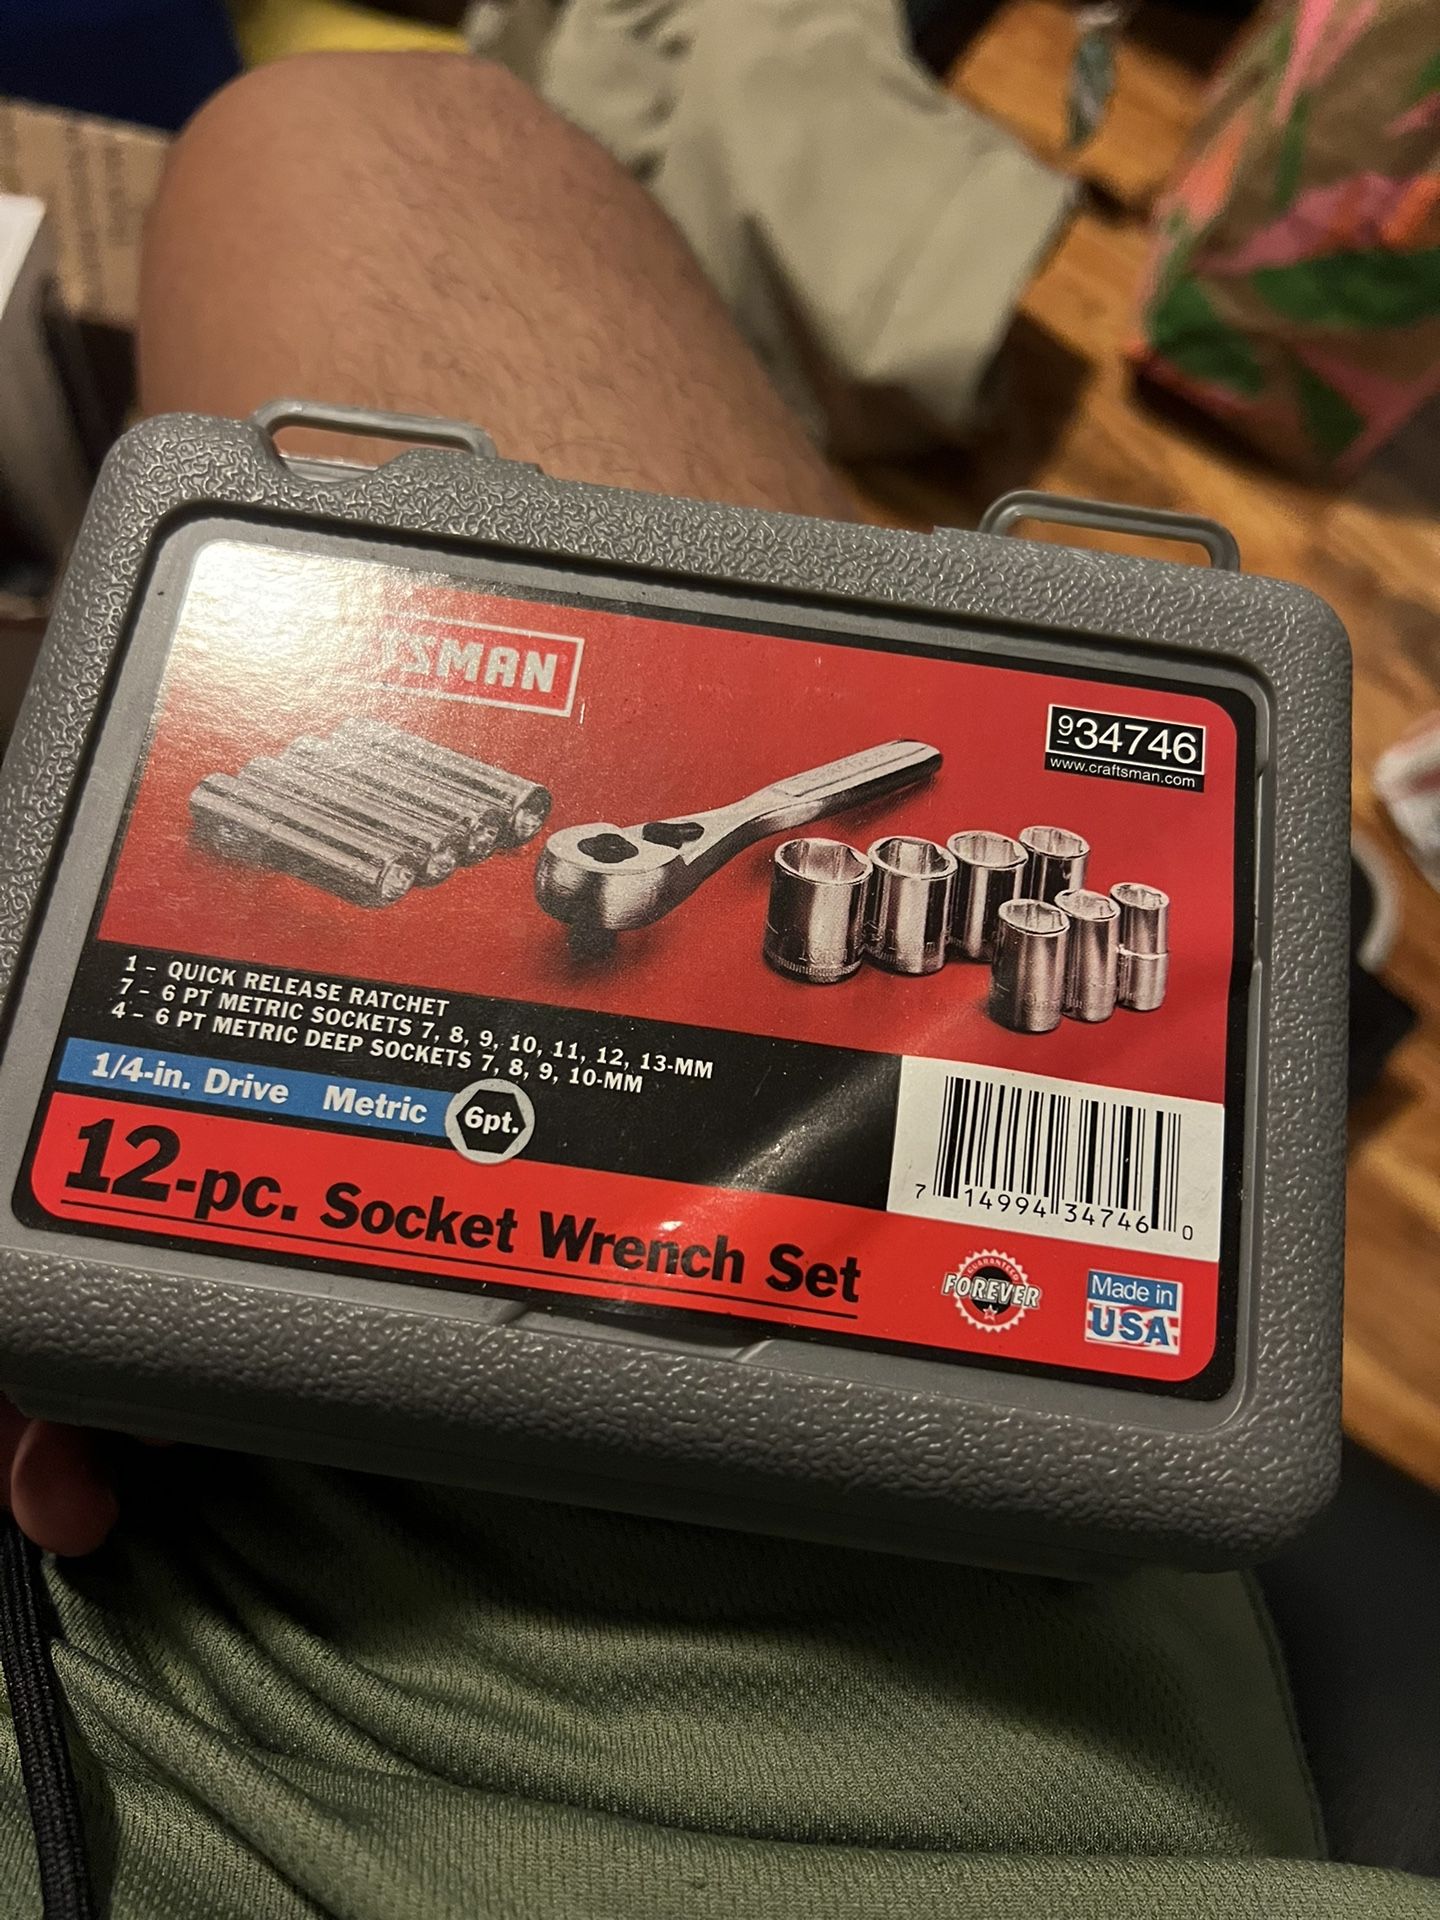 TSMAN
934746
www.craftsman.com
1 - QUICK RELEASE RATCHET
7 - 6 PT METRIC SOCKETS 7, 8, 9, 10, 11, 12, 13-MM
4 - 6 PT METRIC DEEP SOCKETS 7, 8, 9, 10-MM
1/4-in. Drive Metric 6pt.
12-pc. Socket Wrench Set
7 14994 34746 0
GUARANTEED
FOREVER
Made in
USA